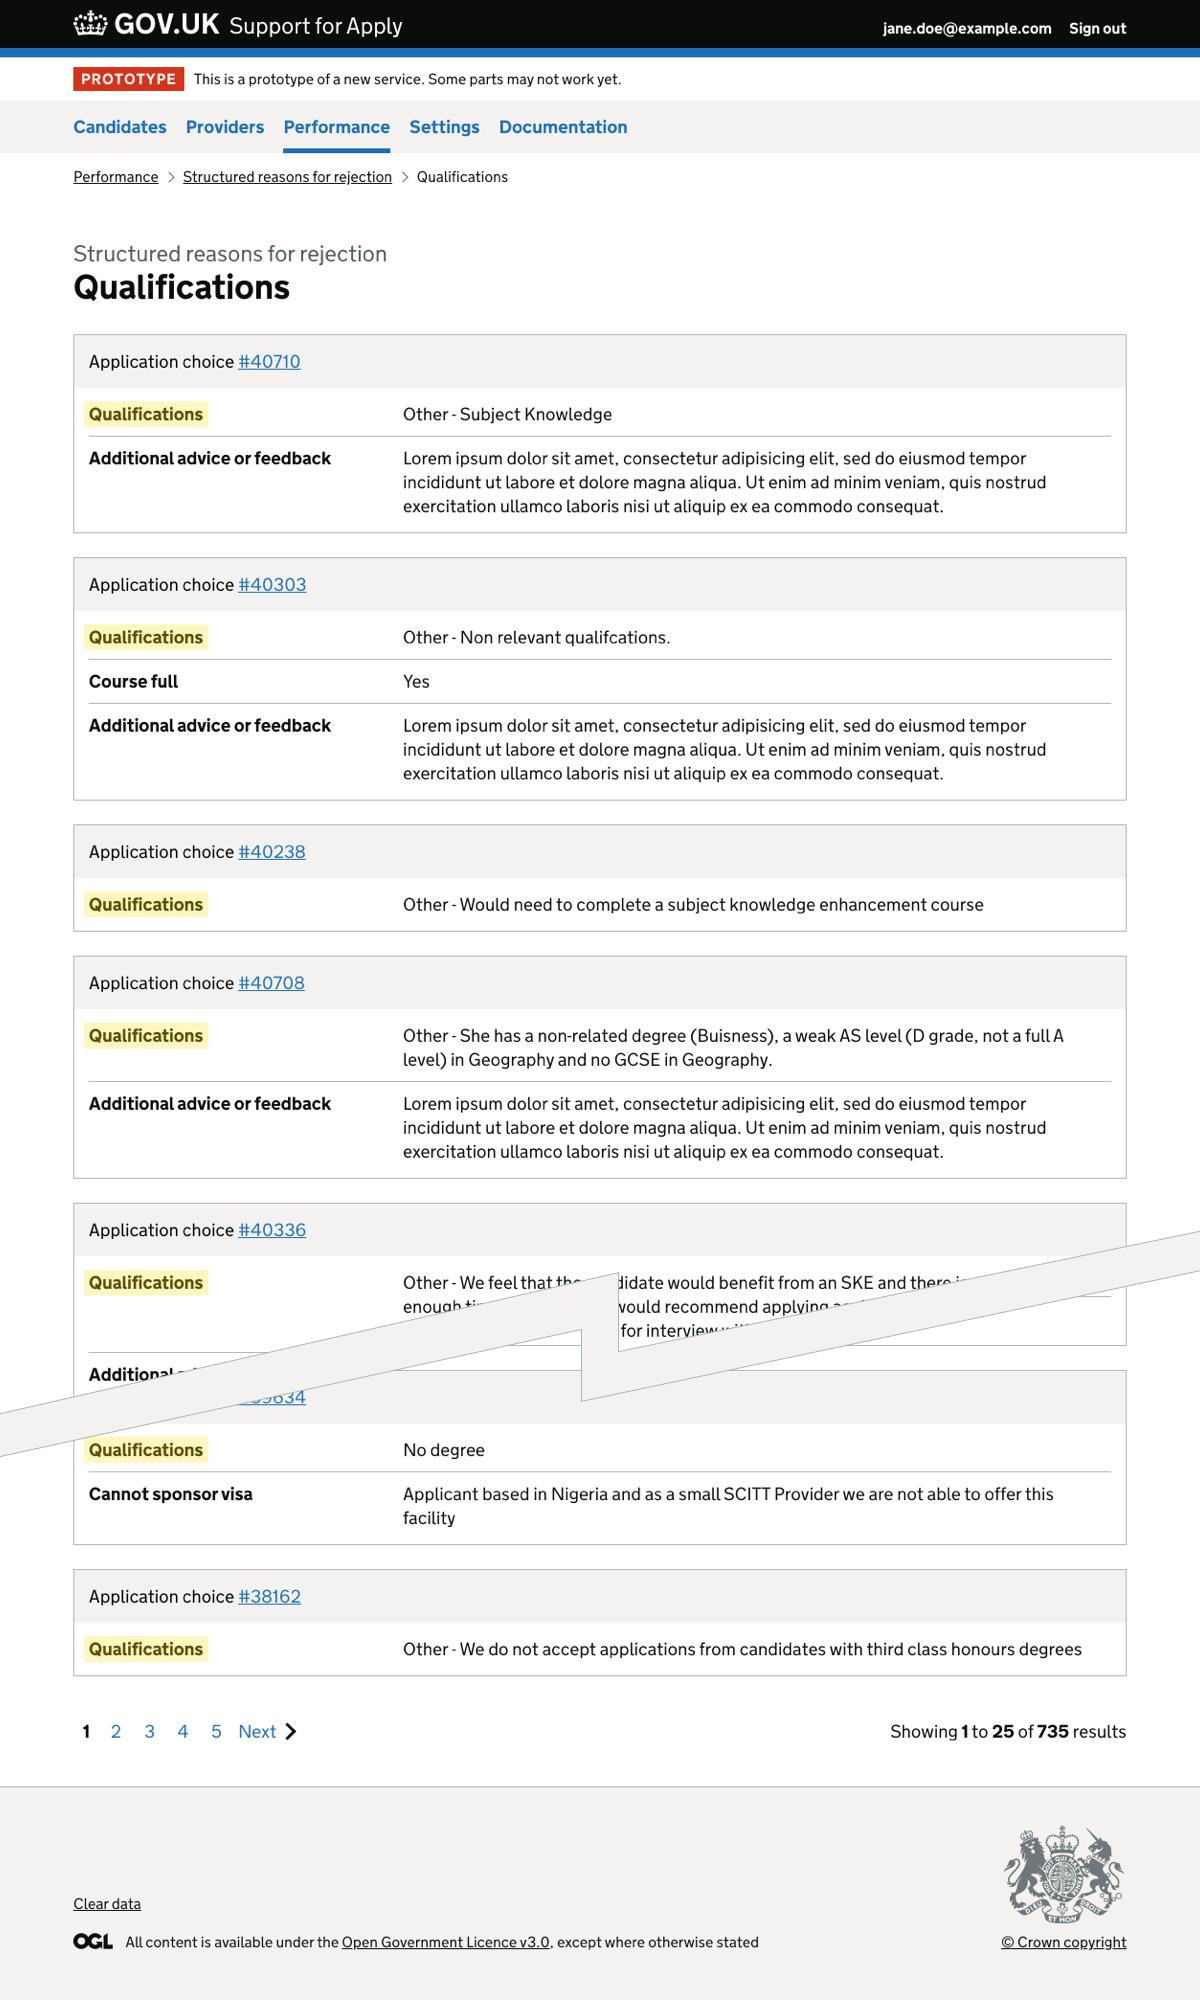 GOV.UK Support for Apply
jane.doe@example.com Sign out
PROTOTYPE This is a prototype of a new service. Some parts may not work yet.
Candidates Providers Performance Settings Documentation
Performance > Structured reasons for rejection > Qualifications
Structured reasons for rejection
Qualifications
Application choice #40710
Qualifications Other - Subject Knowledge
Additional advice or feedback Lorem ipsum dolor sit amet, consectetur adipisicing elit, sed do eiusmod tempor
incididunt ut labore et dolore magna aliqua. Ut enim ad minim veniam, quis nostrud
exercitation ullamco laboris nisi ut aliquip ex ea commodo consequat.
Application choice #40303
Qualifications Other - Non relevant qualifcations.
Course full Yes
Additional advice or feedback Lorem ipsum dolor sit amet, consectetur adipisicing elit, sed do eiusmod tempor
incididunt ut labore et dolore magna aliqua. Ut enim ad minim veniam, quis nostrud
exercitation ullamco laboris nisi ut aliquip ex ea commodo consequat.
Application choice #40238
Qualifications Other - Would need to complete a subject knowledge enhancement course
Application choice #40708
Qualifications Other - She has a non-related degree (Buisness), a weak AS level (D grade, not a full A
level) in Geography and no GCSE in Geography.
Additional advice or feedback Lorem ipsum dolor sit amet, consectetur adipisicing elit, sed do eiusmod tempor
incididunt ut labore et dolore magna aliqua. Ut enim ad minim veniam, quis nostrud
exercitation ullamco laboris nisi ut aliquip ex ea commodo consequat.
Application choice #40336
Qualifications Other - We feel that the would benefit from an SKE and there
enough would recommend applying
for interview
Additional
Qualifications No degree
Cannot sponsor visa Applicant based in Nigeria and as a small SCITT Provider we are not able to offer this
facility
Application choice #38162
Qualifications Other - We do not accept applications from candidates with third class honours degrees
1 2 3 4 5 Next
Showing 1 to 25 of 735 results
Clear data
OGL All content is available under the Open Government Licence v3.0, except where otherwise stated
© Crown copyright